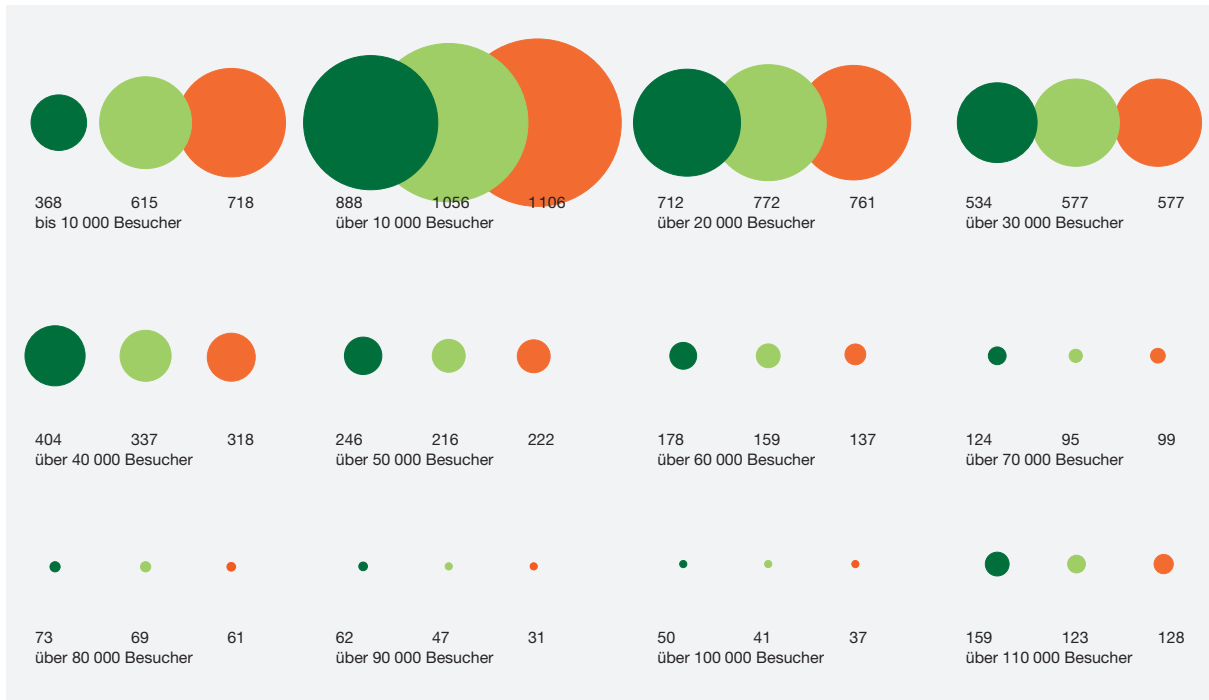 368 615 718
bis 10 000 Besucher
888 1056 1106
über 10 000 Besucher
712 772 761
über 20 000 Besucher
534 577 577
über 30 000 Besucher
404 337 318
über 40 000 Besucher
246 216 222
über 50 000 Besucher
178 159 137
über 60 000 Besucher
124 95 99
über 70 000 Besucher
73 69 61
über 80 000 Besucher
62 47 31
über 90 000 Besucher
50 41 37
über 100 000 Besucher
159 123 128
über 110 000 Besucher